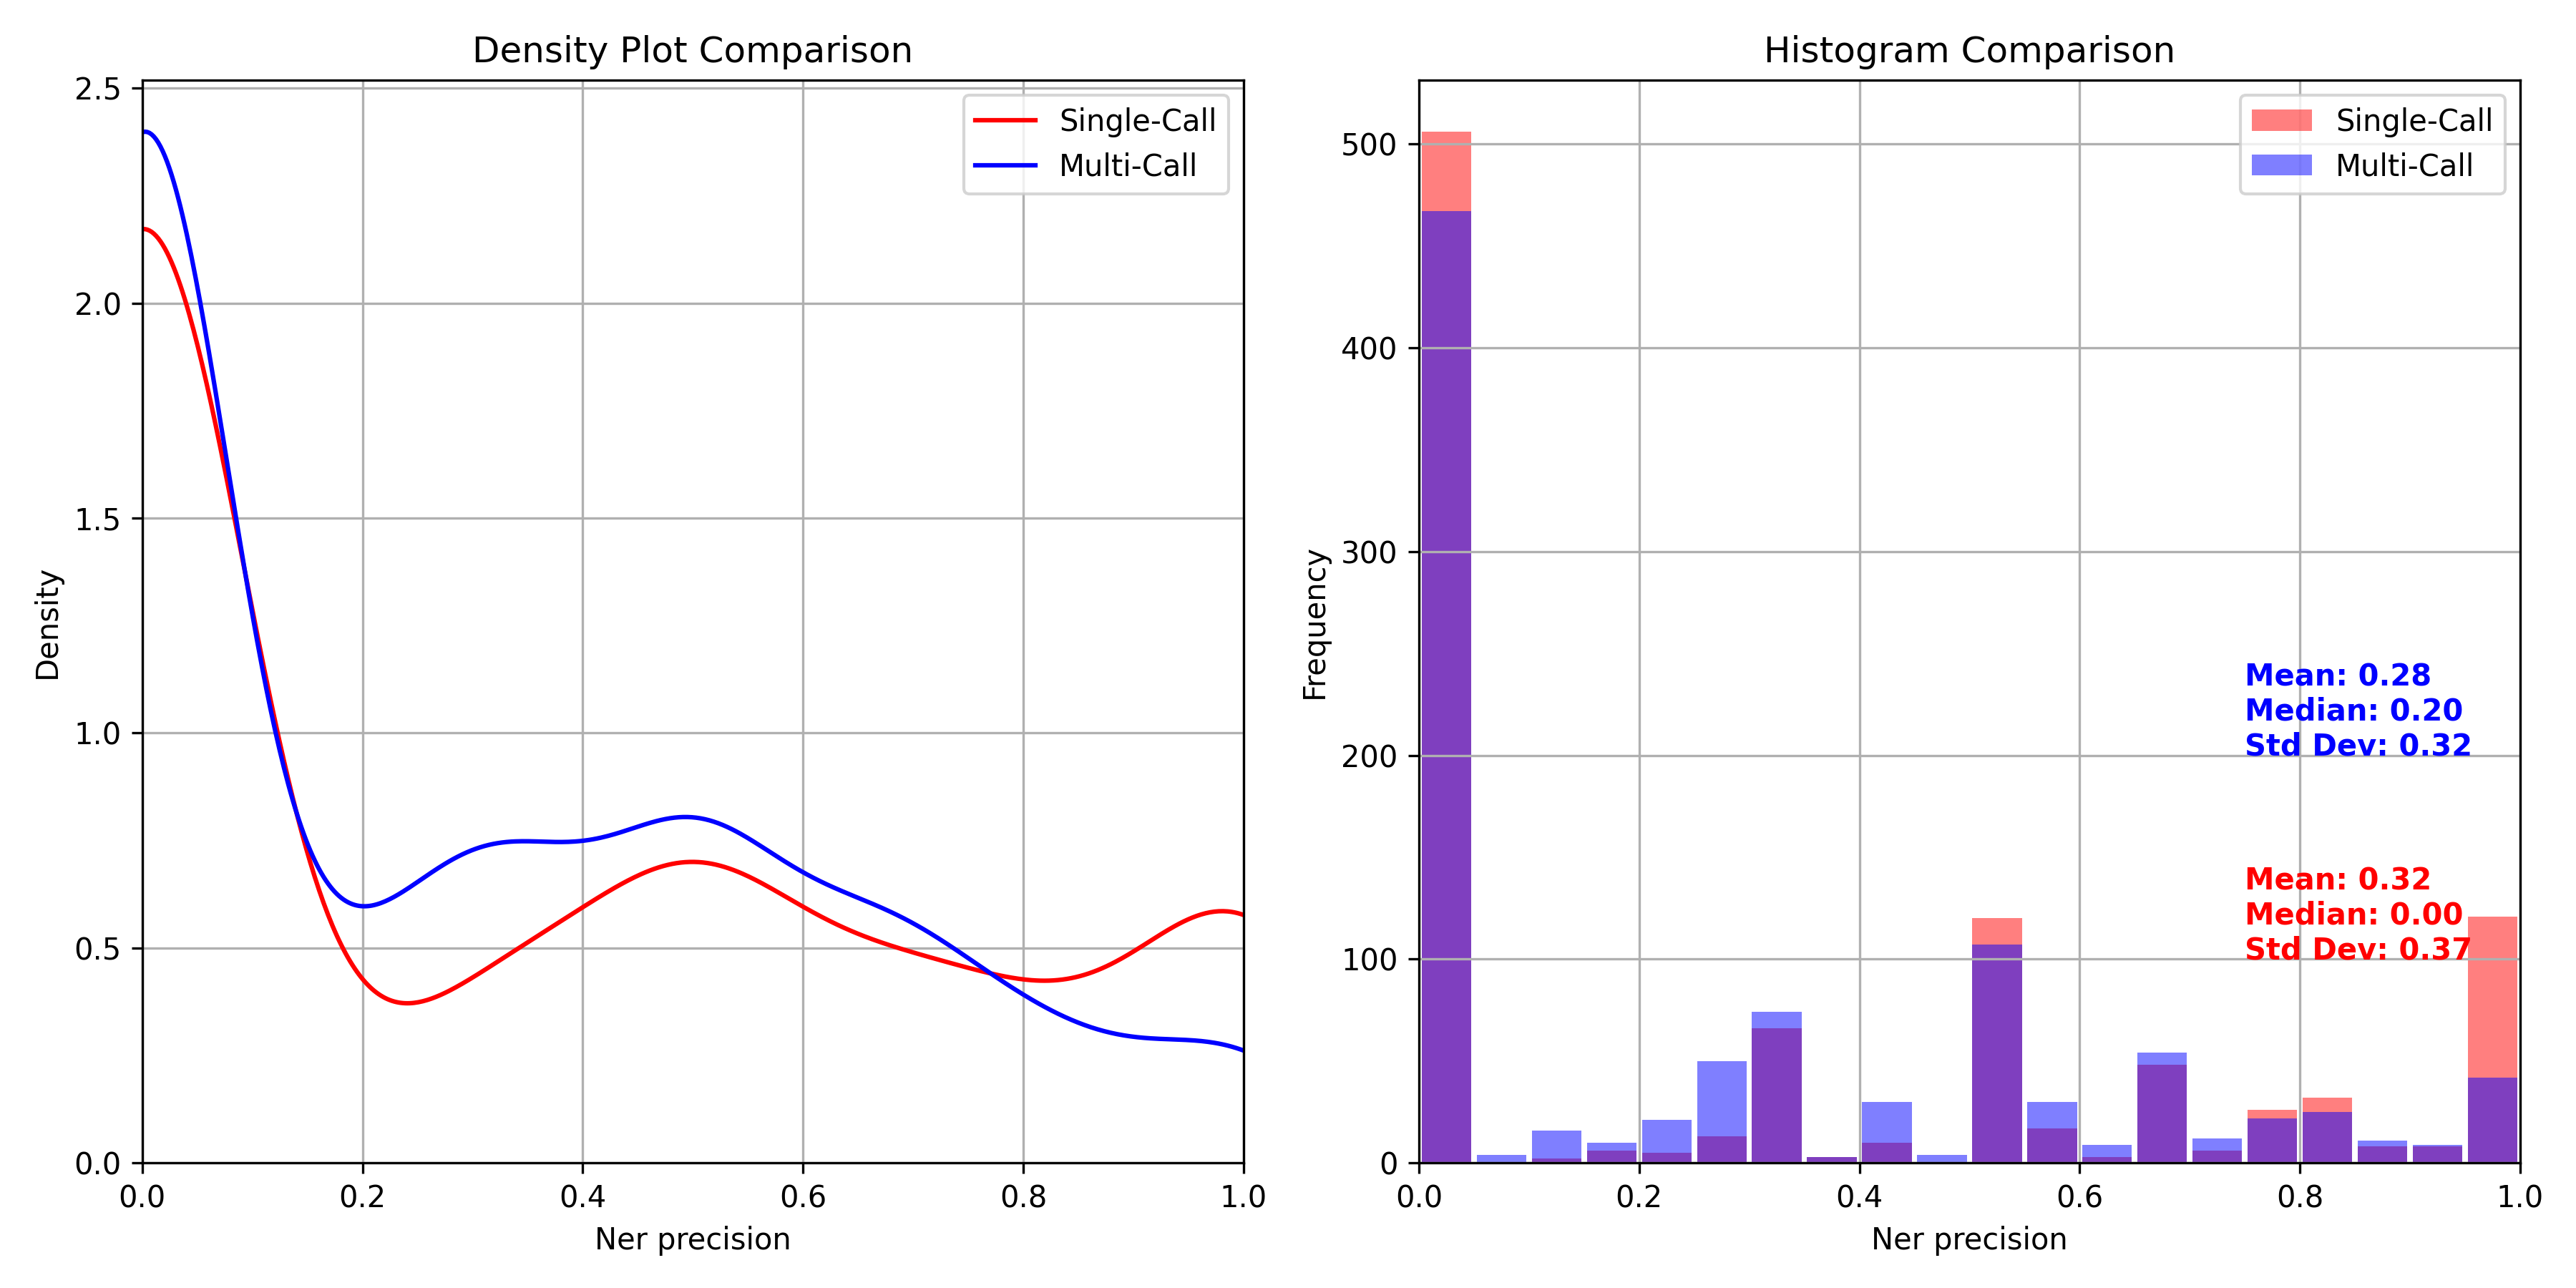 Density Plot Comparison
2.5
2.0
1.5
1.0
0.5
0.0
Density
0.0 0.2 0.4 0.6 0.8 1.0
Ner precision
Single-Call
Multi-Call
Histogram Comparison
500
400
300
200
100
0
Frequency
0.0 0.2 0.4 0.6 0.8 1.0
Ner precision
Single-Call
Multi-Call
Mean: 0.28
Median: 0.20
Std Dev: 0.32
Mean: 0.32
Median: 0.00
Std Dev: 0.37